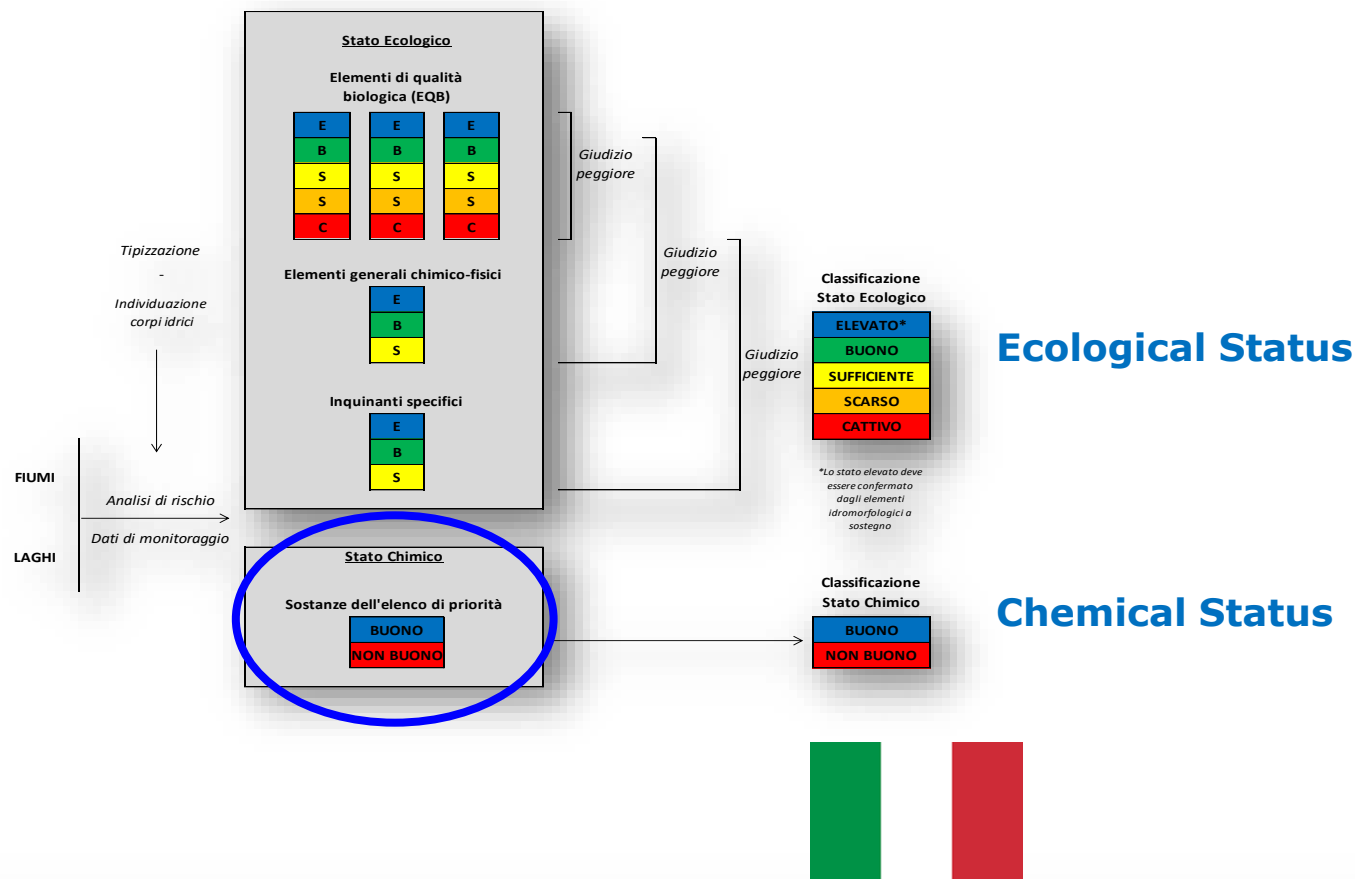 Stato Ecologico
Elementi di qualità
biologica (EQB)
E E E
B B B
S S S
S S S
C C C
Giudizio
peggiore
Tipizzazione
-
Individuazione
corpi idrici
Giudizio
peggiore
Elementi generali chimico-fisici
E
B
S
Giudizio
peggiore
Classificazione
Stato Ecologico
ELEVATO*
BUONO
SUFFICIENTE
SCARSO
CATTIVO
Ecological Status
*Lo stato elevato deve
essere confermato
dagli elementi
idromorfologici a
sostegno
Inquinanti specifici
E
B
S
FIUMI
Analisi di rischio
Dati di monitoraggio
LAGHI
Stato Chimico
Sostanze dell'elenco di priorità
BUONO
NON BUONO
Classificazione
Stato Chimico
BUONO
NON BUONO
Chemical Status